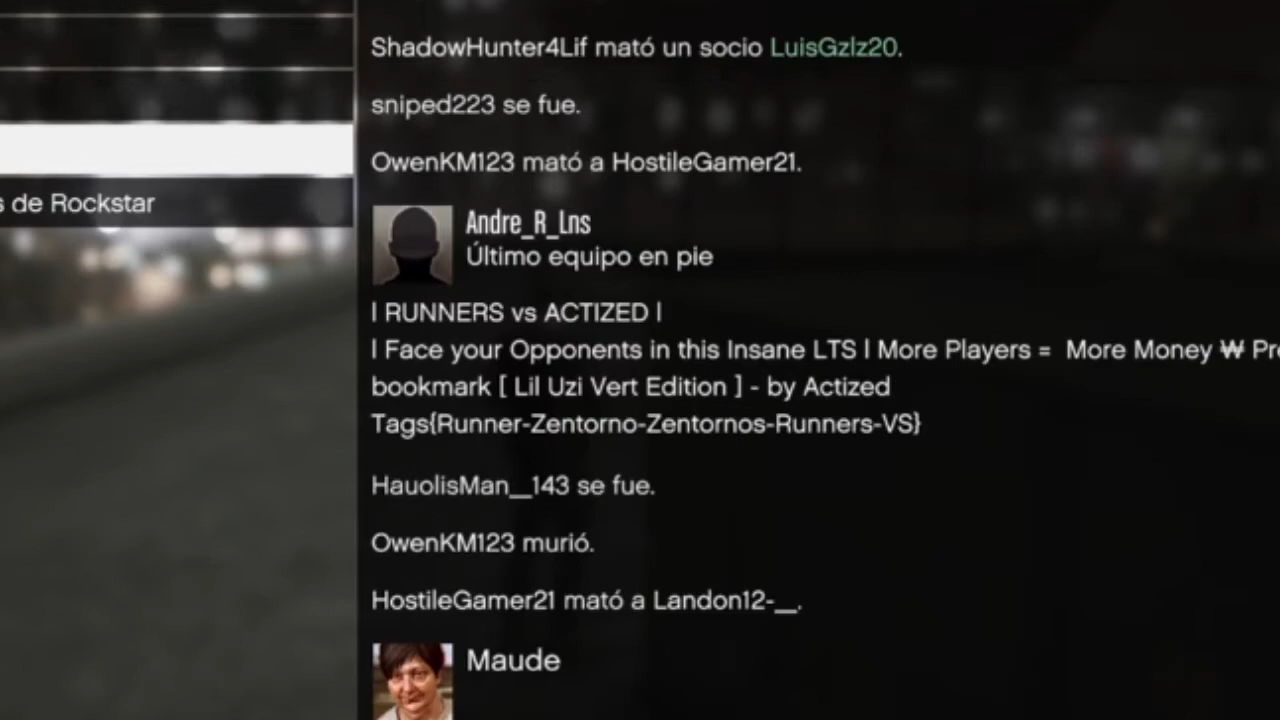 ShadowHunter4Lif mató un socio LuisGzlz20.
sniped223 se fue.
OwenKM123 mató a HostileGamer21.
s de Rockstar
Andre_R_Lns
Último equipo en pie
| RUNNERS vs ACTIZED |
| Face your Opponents in this Insane LTS | More Players = More Money ₩ Pr
bookmark [ Lil Uzi Vert Edition ] - by Actized
Tags{Runner-Zentorno-Zentornos-Runners-VS}
HauolisMan__143 se fue.
OwenKM123 murió.
HostileGamer21 mató a Landon12-__.
Maude